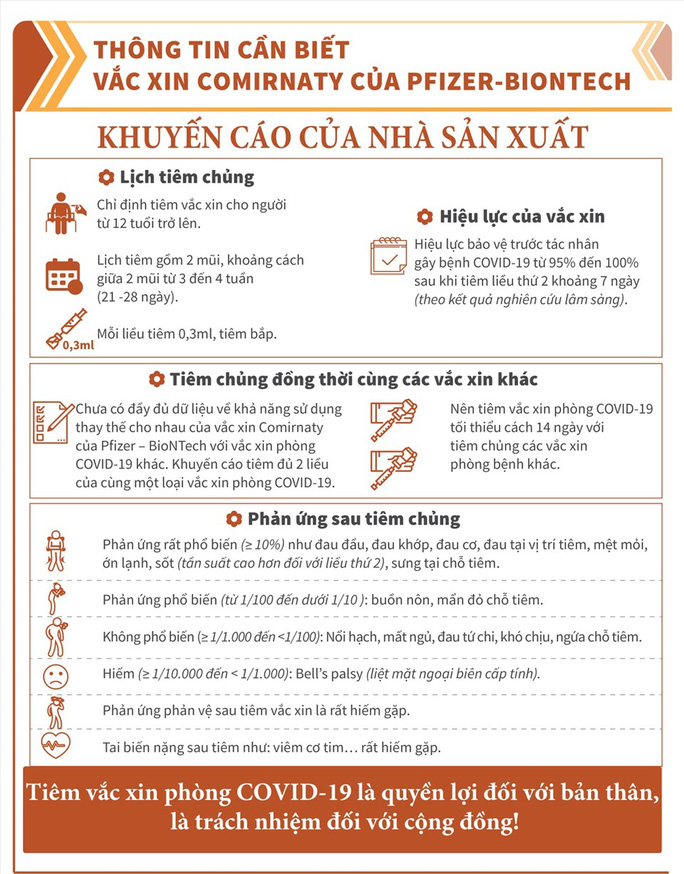 THÔNG TIN CẦN BIẾT
VẮC XIN COMIRNATY CỦA PFIZER-BIONTECH
KHUYẾN CÁO CỦA NHÀ SẢN XUẤT
Lịch tiêm chủng
Chỉ định tiêm vắc xin cho người
từ 12 tuổi trở lên.
Lịch tiêm gồm 2 mũi, khoảng cách
giữa 2 mũi từ 3 đến 4 tuần
(21 -28 ngày).
0,3ml
Mỗi liều tiêm 0,3ml, tiêm bắp.
Hiệu lực của vắc xin
Hiệu lực bảo vệ trước tác nhân
gây bệnh COVID-19 từ 95% đến 100%
sau khi tiêm liều thứ 2 khoảng 7 ngày
(theo kết quả nghiên cứu lâm sàng).
Tiêm chủng đồng thời cùng các vắc xin khác
Chưa có đầy đủ dữ liệu về khả năng sử dụng
thay thế cho nhau của vắc xin Comirnaty
của Pfizer – BioNTech với vắc xin phòng
COVID-19 khác. Khuyến cáo tiêm đủ 2 liều
của cùng một loại vắc xin phòng COVID-19.
Nên tiêm vắc xin phòng COVID-19
tối thiểu cách 14 ngày với
tiêm chủng các vắc xin
phòng bệnh khác.
Phản ứng sau tiêm chủng
Phản ứng rất phổ biến (≥ 10%) như đau đầu, đau khớp, đau cơ, đau tại vị trí tiêm, mệt mỏi,
ớn lạnh, sốt (tần suất cao hơn đối với liều thứ 2), sưng tại chỗ tiêm.
Phản ứng phổ biến (từ 1/100 đến dưới 1/10 ): buồn nôn, mẩn đỏ chỗ tiêm.
Không phổ biến (≥ 1/1.000 đến <1/100): Nổi hạch, mất ngủ, đau tứ chi, khó chịu, ngứa chỗ tiêm.
Hiếm (≥ 1/10.000 đến < 1/1.000): Bell’s palsy (liệt mặt ngoại biên cấp tính).
Phản ứng phản vệ sau tiêm vắc xin là rất hiếm gặp.
Tai biến nặng sau tiêm như: viêm cơ tim… rất hiếm gặp.
Tiêm vắc xin phòng COVID-19 là quyền lợi đối với bản thân,
là trách nhiệm đối với cộng đồng!